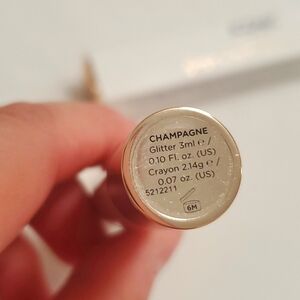 CHAMPAGNE
Glitter 3ml e /
0.10 Fl. oz. (US)
Crayon 2.14g e /
0.07 oz. (US)
5212211
6M